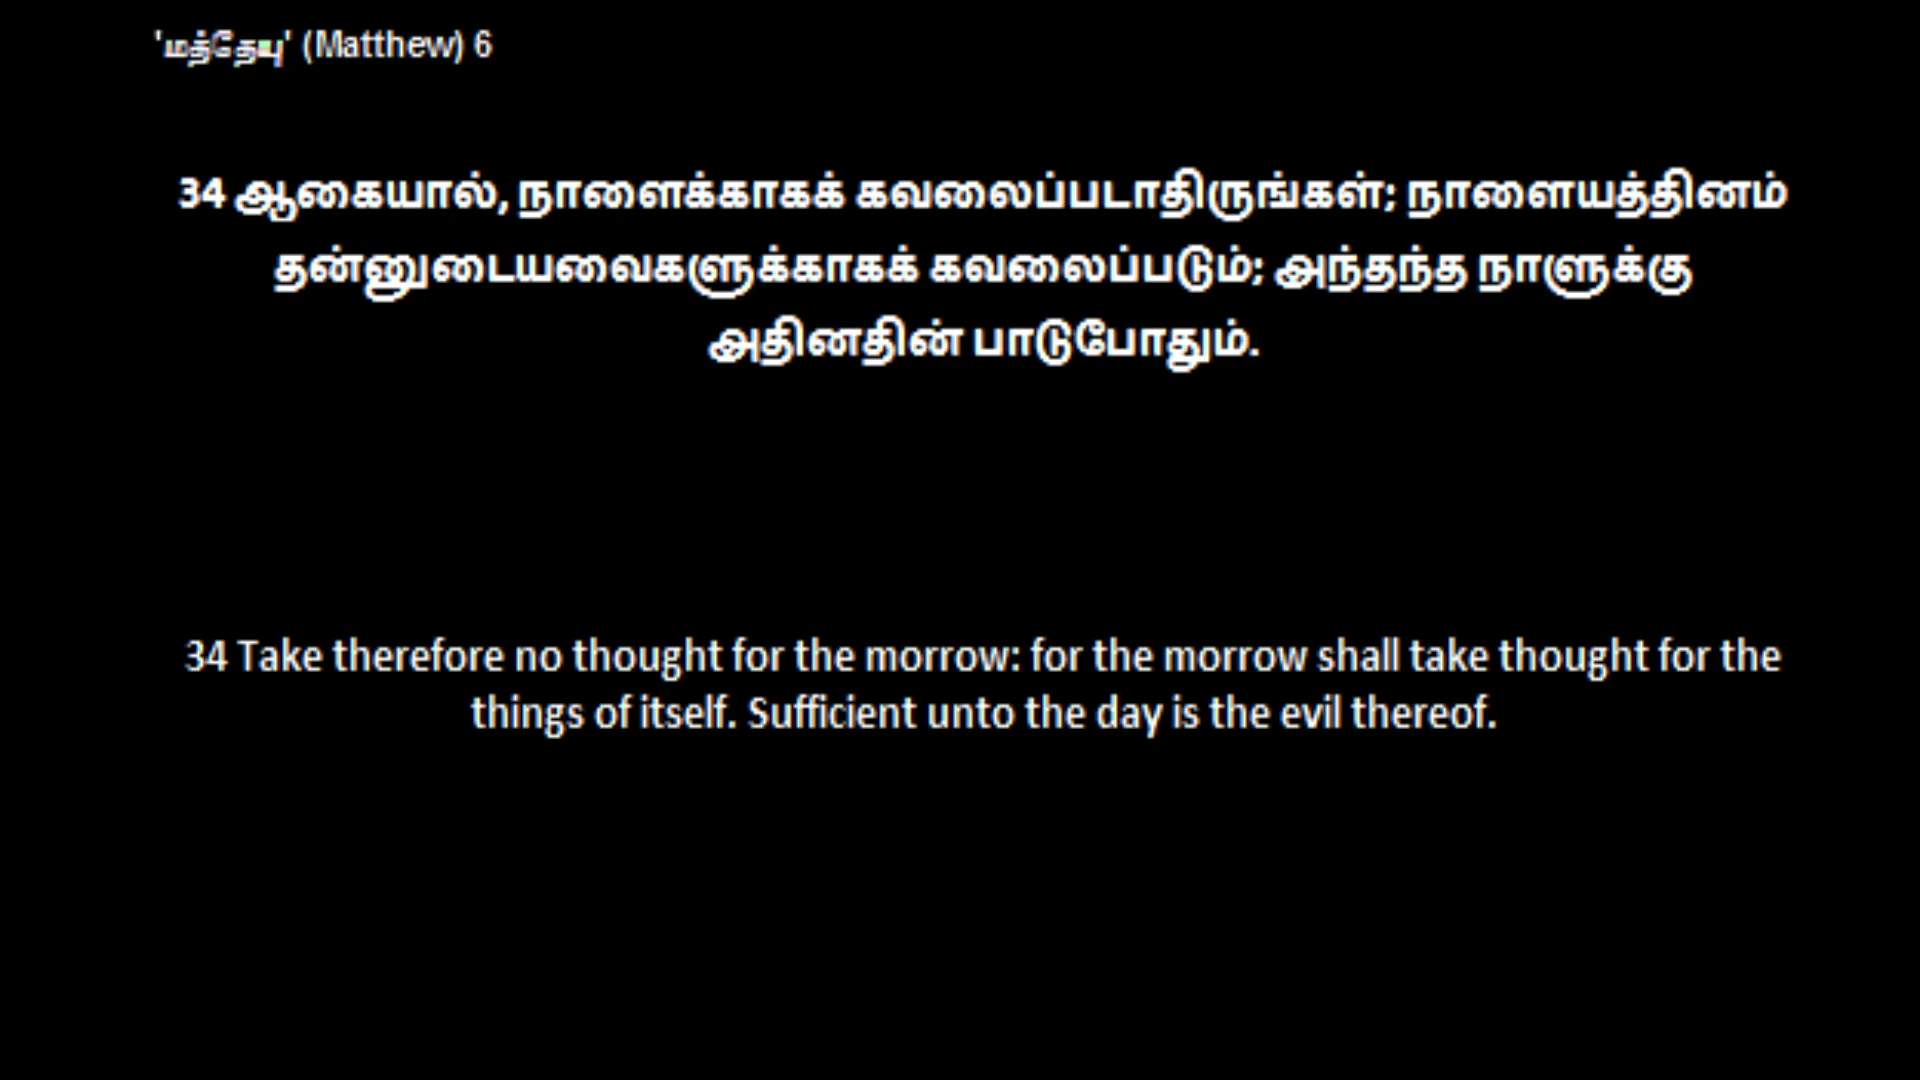 'மத்தேயு' (Matthew) 6
34 ஆகையால், நாளைக்காகக் கவலைப்படாதிருங்கள்; நாளையத்தினம்
தன்னுடையவைகளுக்காகக் கவலைப்படும்; அந்தந்த நாளுக்கு
அதினதின் பாடுபோதும்.
34 Take therefore no thought for the morrow: for the morrow shall take thought for the
things of itself. Sufficient unto the day is the evil thereof.